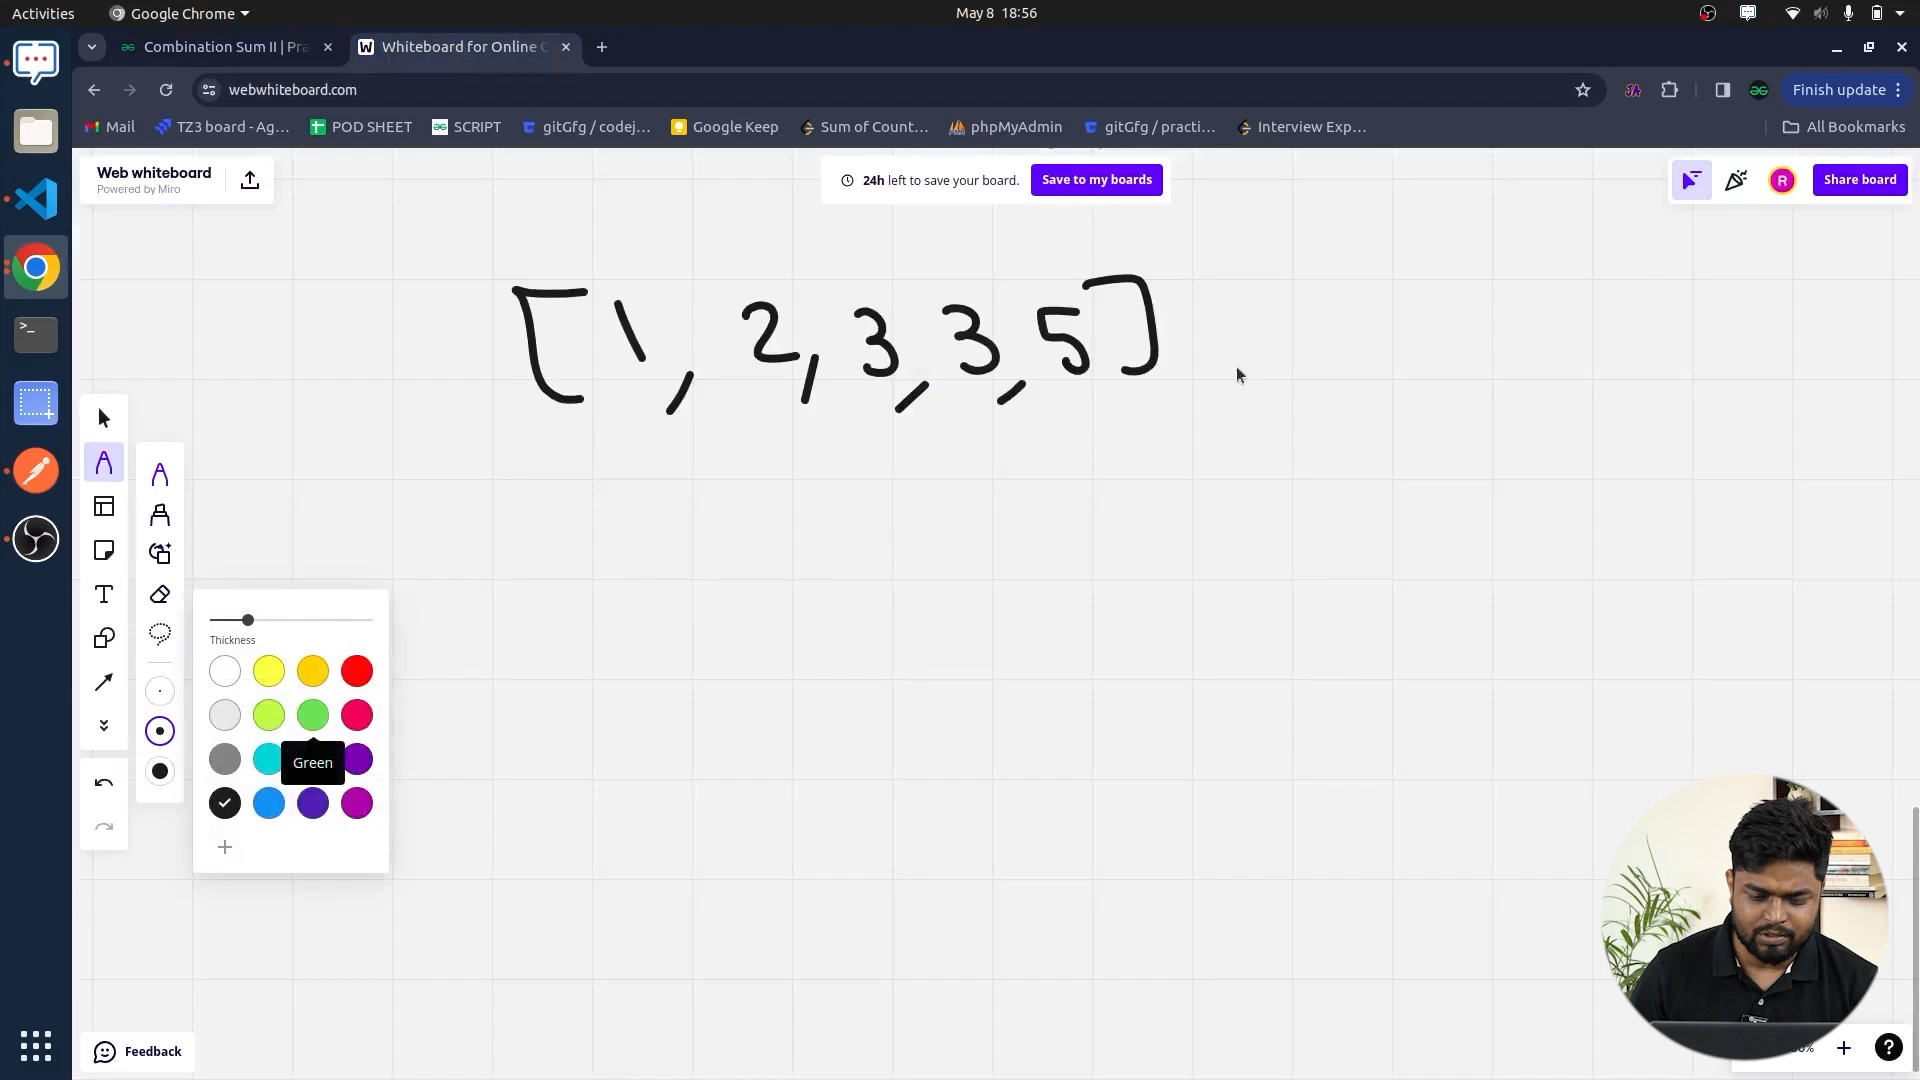 Activities Google Chrome May 8 18:56
Combination Sum II | Pra Whiteboard for Online C
webwhiteboard.com Finish update
Mail TZ3 board - Ag... POD SHEET SCRIPT gitGfg / codej... Google Keep Sum of Count... phpMyAdmin gitGfg / practi... Interview Exp... All Bookmarks
Web whiteboard
Powered by Miro
24h left to save your board. Save to my boards
R Share board
[1, 2, 3, 3, 5]
Thickness
Green
Feedback